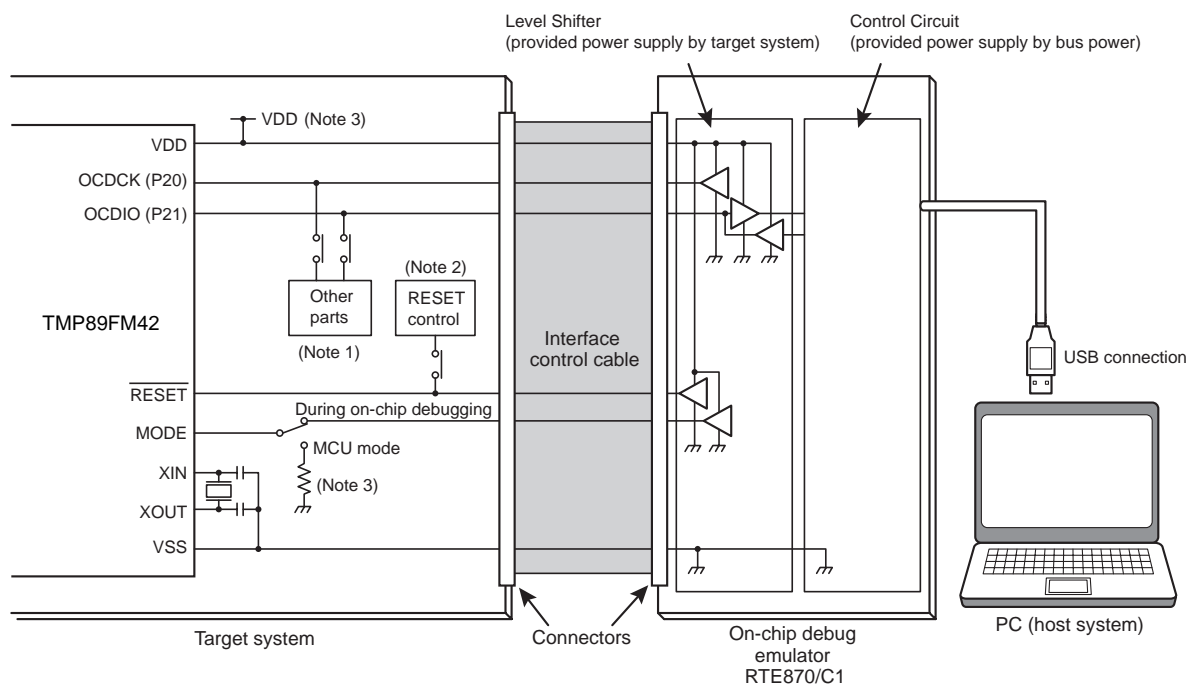 Level Shifter
(provided power supply by target system)
Control Circuit
(provided power supply by bus power)
VDD (Note 3)
VDD
OCDCK (P20)
OCDIO (P21)
(Note 2)
Other
parts
RESET
control
TMP89FM42
(Note 1)
Interface
control cable
USB connection
RESET
During on-chip debugging
MODE
MCU mode
XIN
(Note 3)
XOUT
VSS
Target system
Connectors
On-chip debug
emulator
RTE870/C1
PC (host system)